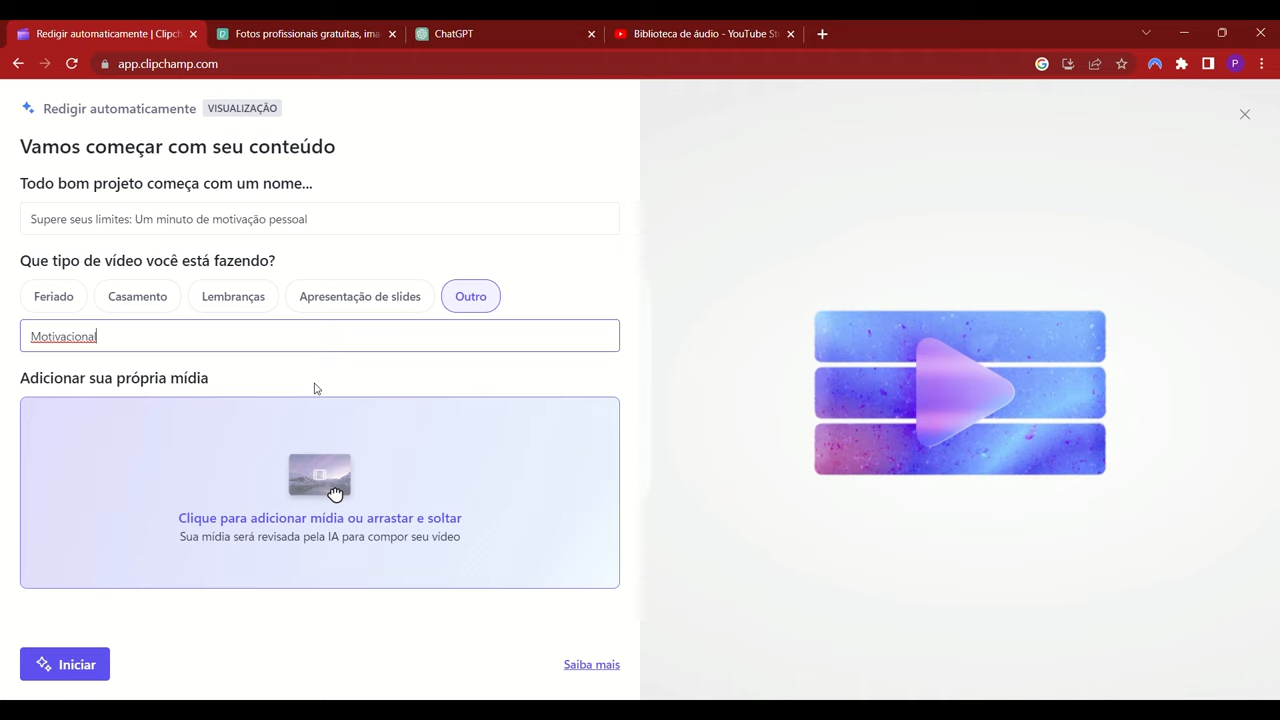 Redigir automaticamente | Clipch
Fotos profissionais gratuitas, ima
ChatGPT
Biblioteca de áudio - YouTube St
app.clipchamp.com
G
P
Redigir automaticamente VISUALIZAÇÃO
Vamos começar com seu conteúdo
Todo bom projeto começa com um nome...
Supere seus limites: Um minuto de motivação pessoal
Que tipo de vídeo você está fazendo?
Feriado Casamento Lembranças Apresentação de slides Outro
Motivacional
Adicionar sua própria mídia
Clique para adicionar mídia ou arrastar e soltar
Sua mídia será revisada pela IA para compor seu vídeo
Iniciar
Saiba mais